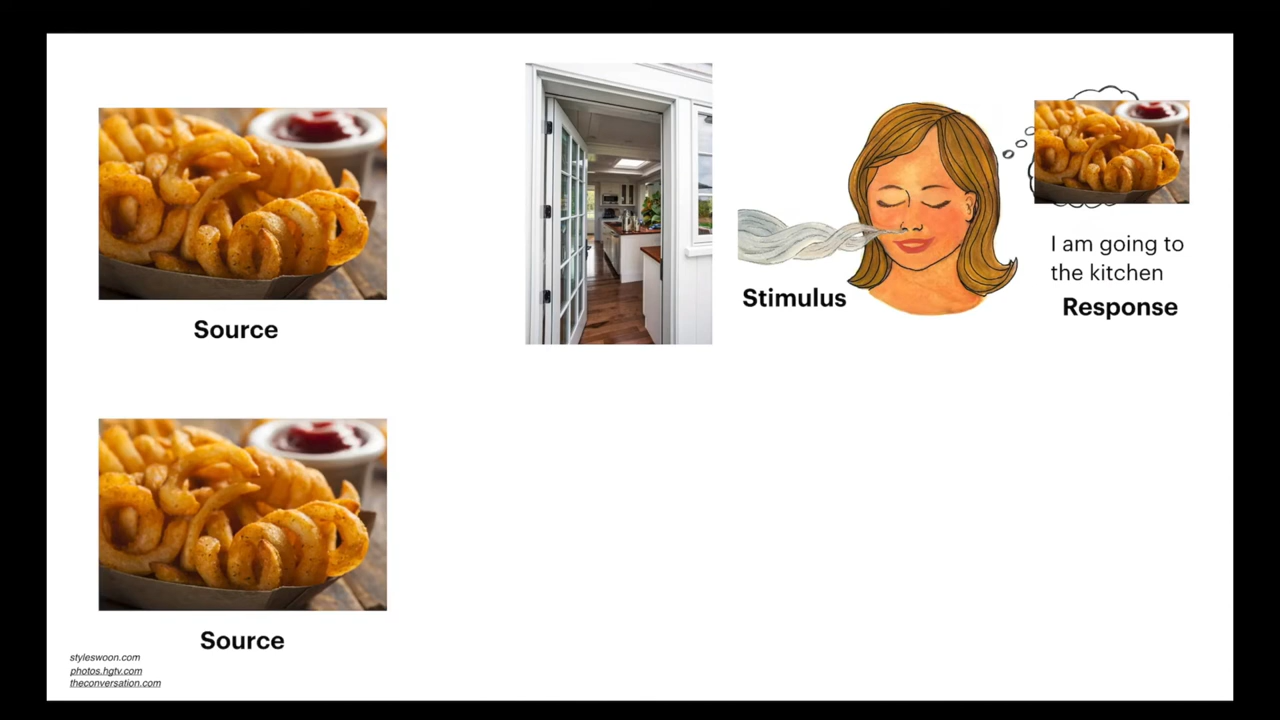 Source
Stimulus
I am going to
the kitchen
Response
Source
styleswoon.com
photos.hgtv.com
theconversation.com